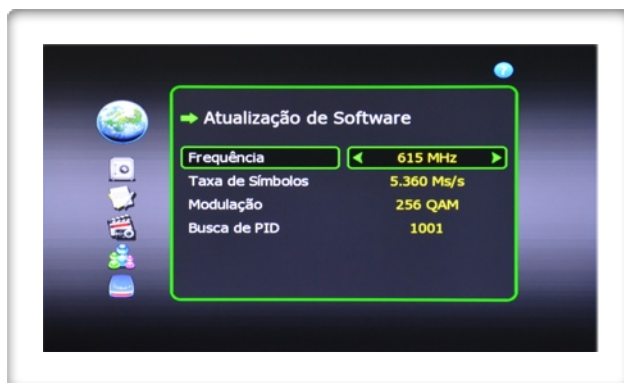 Atualização de Software
Frequência 615 MHz
Taxa de Símbolos 5.360 Ms/s
Modulação 256 QAM
Busca de PID 1001